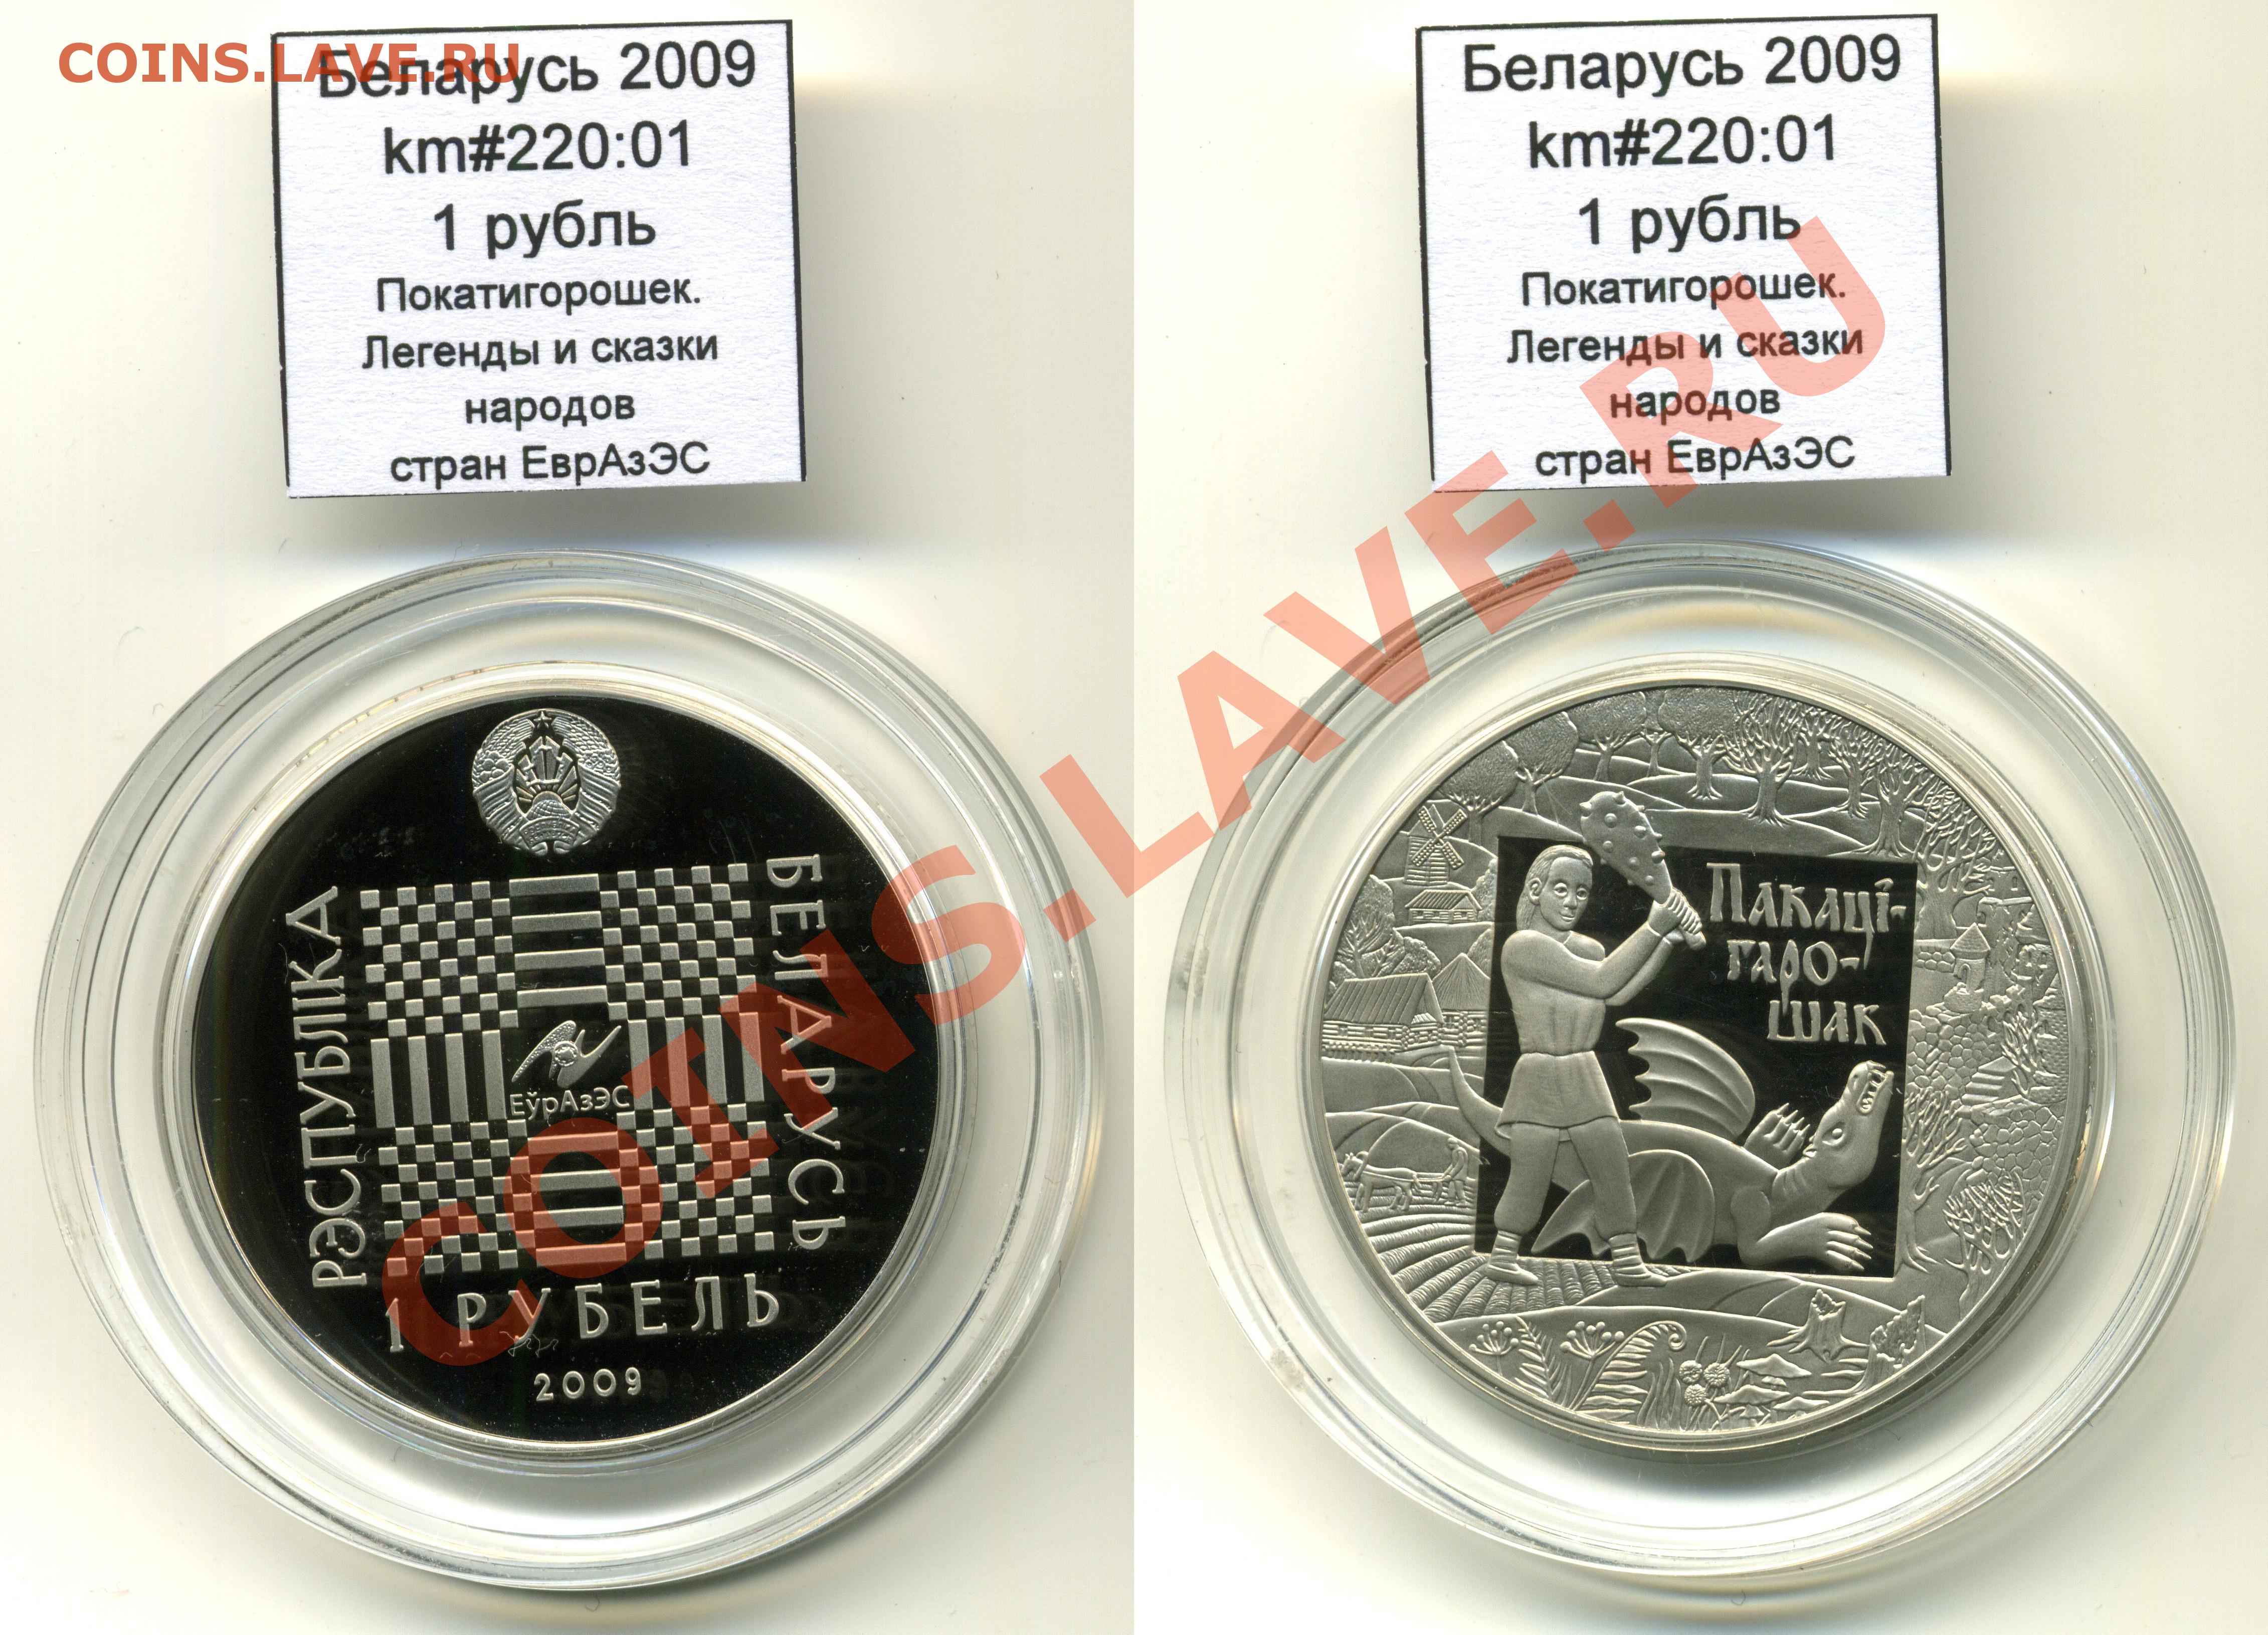 COINS.LAVE.RU
Беларусь 2009
km#220:01
1 рубль
Покатигорошек.
Легенды и сказки
народов
стран ЕврАзЭС
РЭСПУБЛІКА
БЕЛАРУСЬ
ЕўрАзЭС
1 РУБЕЛЬ
2009
Беларусь 2009
km#220:01
1 рубль
Покатигорошек.
Легенды и сказки
народов
стран ЕврАзЭС
ПАКАЦІ-
ГАРО-
ШАК
COINS.LAVE.RU